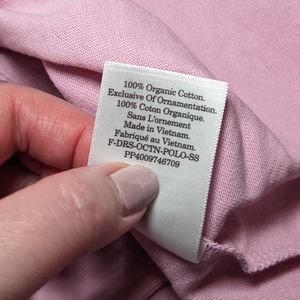 100% Organic Cotton.
Exclusive Of Ornamentation.
100% Coton Organique.
Sans L'ornement
Made in Vietnam.
Fabriqué au Vietnam.
F-DRS-OCTN-POLO-SS
PP4009746709